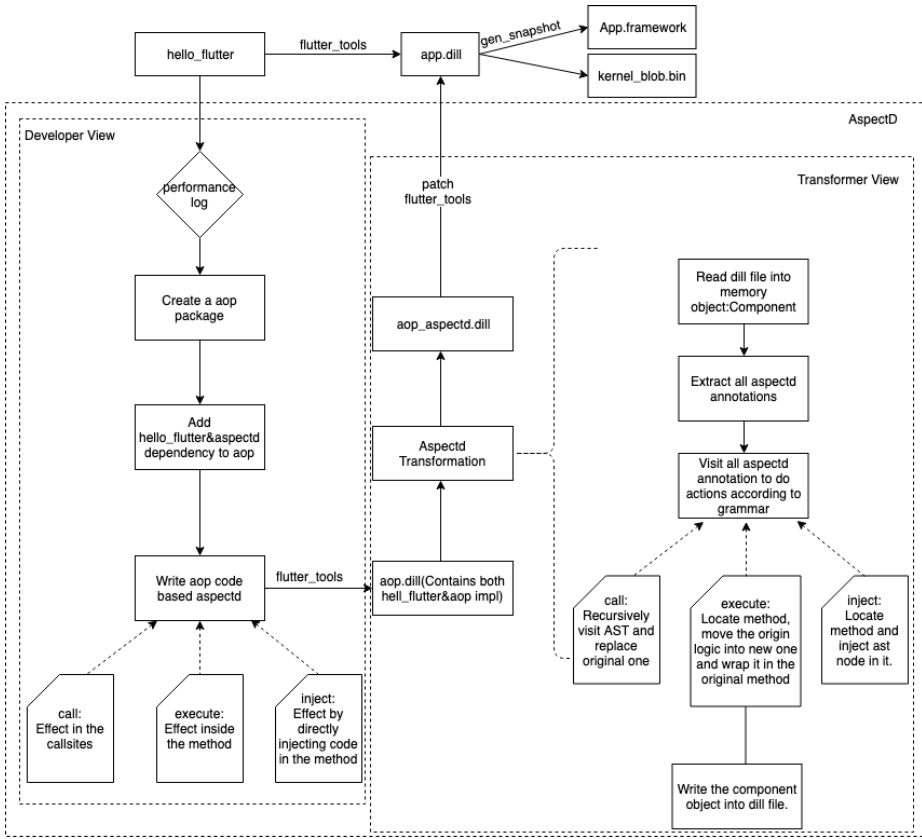 hello_flutter
flutter_tools
app.dill
gen_snapshot
App.framework
kernel_blob.bin
AspectD
Developer View
Transformer View
performance
log
patch
flutter_tools
Create a aop
package
aop_aspectd.dill
Read dill file into
memory
object:Component
Extract all aspectd
annotations
Add
hello_flutter&aspectd
dependency to aop
Aspectd
Transformation
Visit all aspectd
annotation to do
actions according to
grammar
Write aop code
based aspectd
flutter_tools
aop.dill(Contains both
hell_flutter&aop impl)
call:
Recursively
visit AST and
replace
original one
execute:
Locate method,
move the origin
logic into new one
and wrap it in the
original method
inject:
Locate
method and
inject ast
node in it.
call:
Effect in the
callsites
execute:
Effect inside
the method
inject:
Effect by
directly
injecting code
in the method
Write the component
object into dill file.